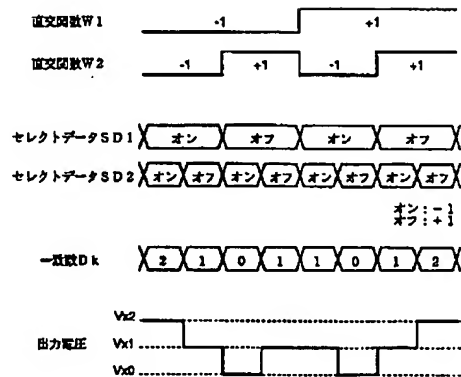 直交関数W1
-1
+1
直交関数W2
-1
+1
-1
+1
セレクトデータSD1
オン
オフ
オン
オフ
セレクトデータSD2
オン
オフ
オン
オフ
オン
オフ
オン
オフ
オン:-1
オフ:+1
一致数Dk
2
1
0
1
1
0
1
2
出力電圧
Vx2
Vx1
Vx0